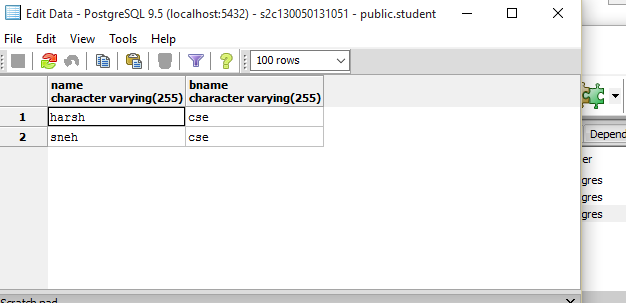 Edit Data - PostgreSQL 9.5 (localhost:5432) - s2c130050131051 - public.student
File Edit View Tools Help
100 rows
name bname
character varying(255) character varying(255)
1 harsh cse
2 sneh cse
Depend
er
gres
gres
gres
Scratch pad